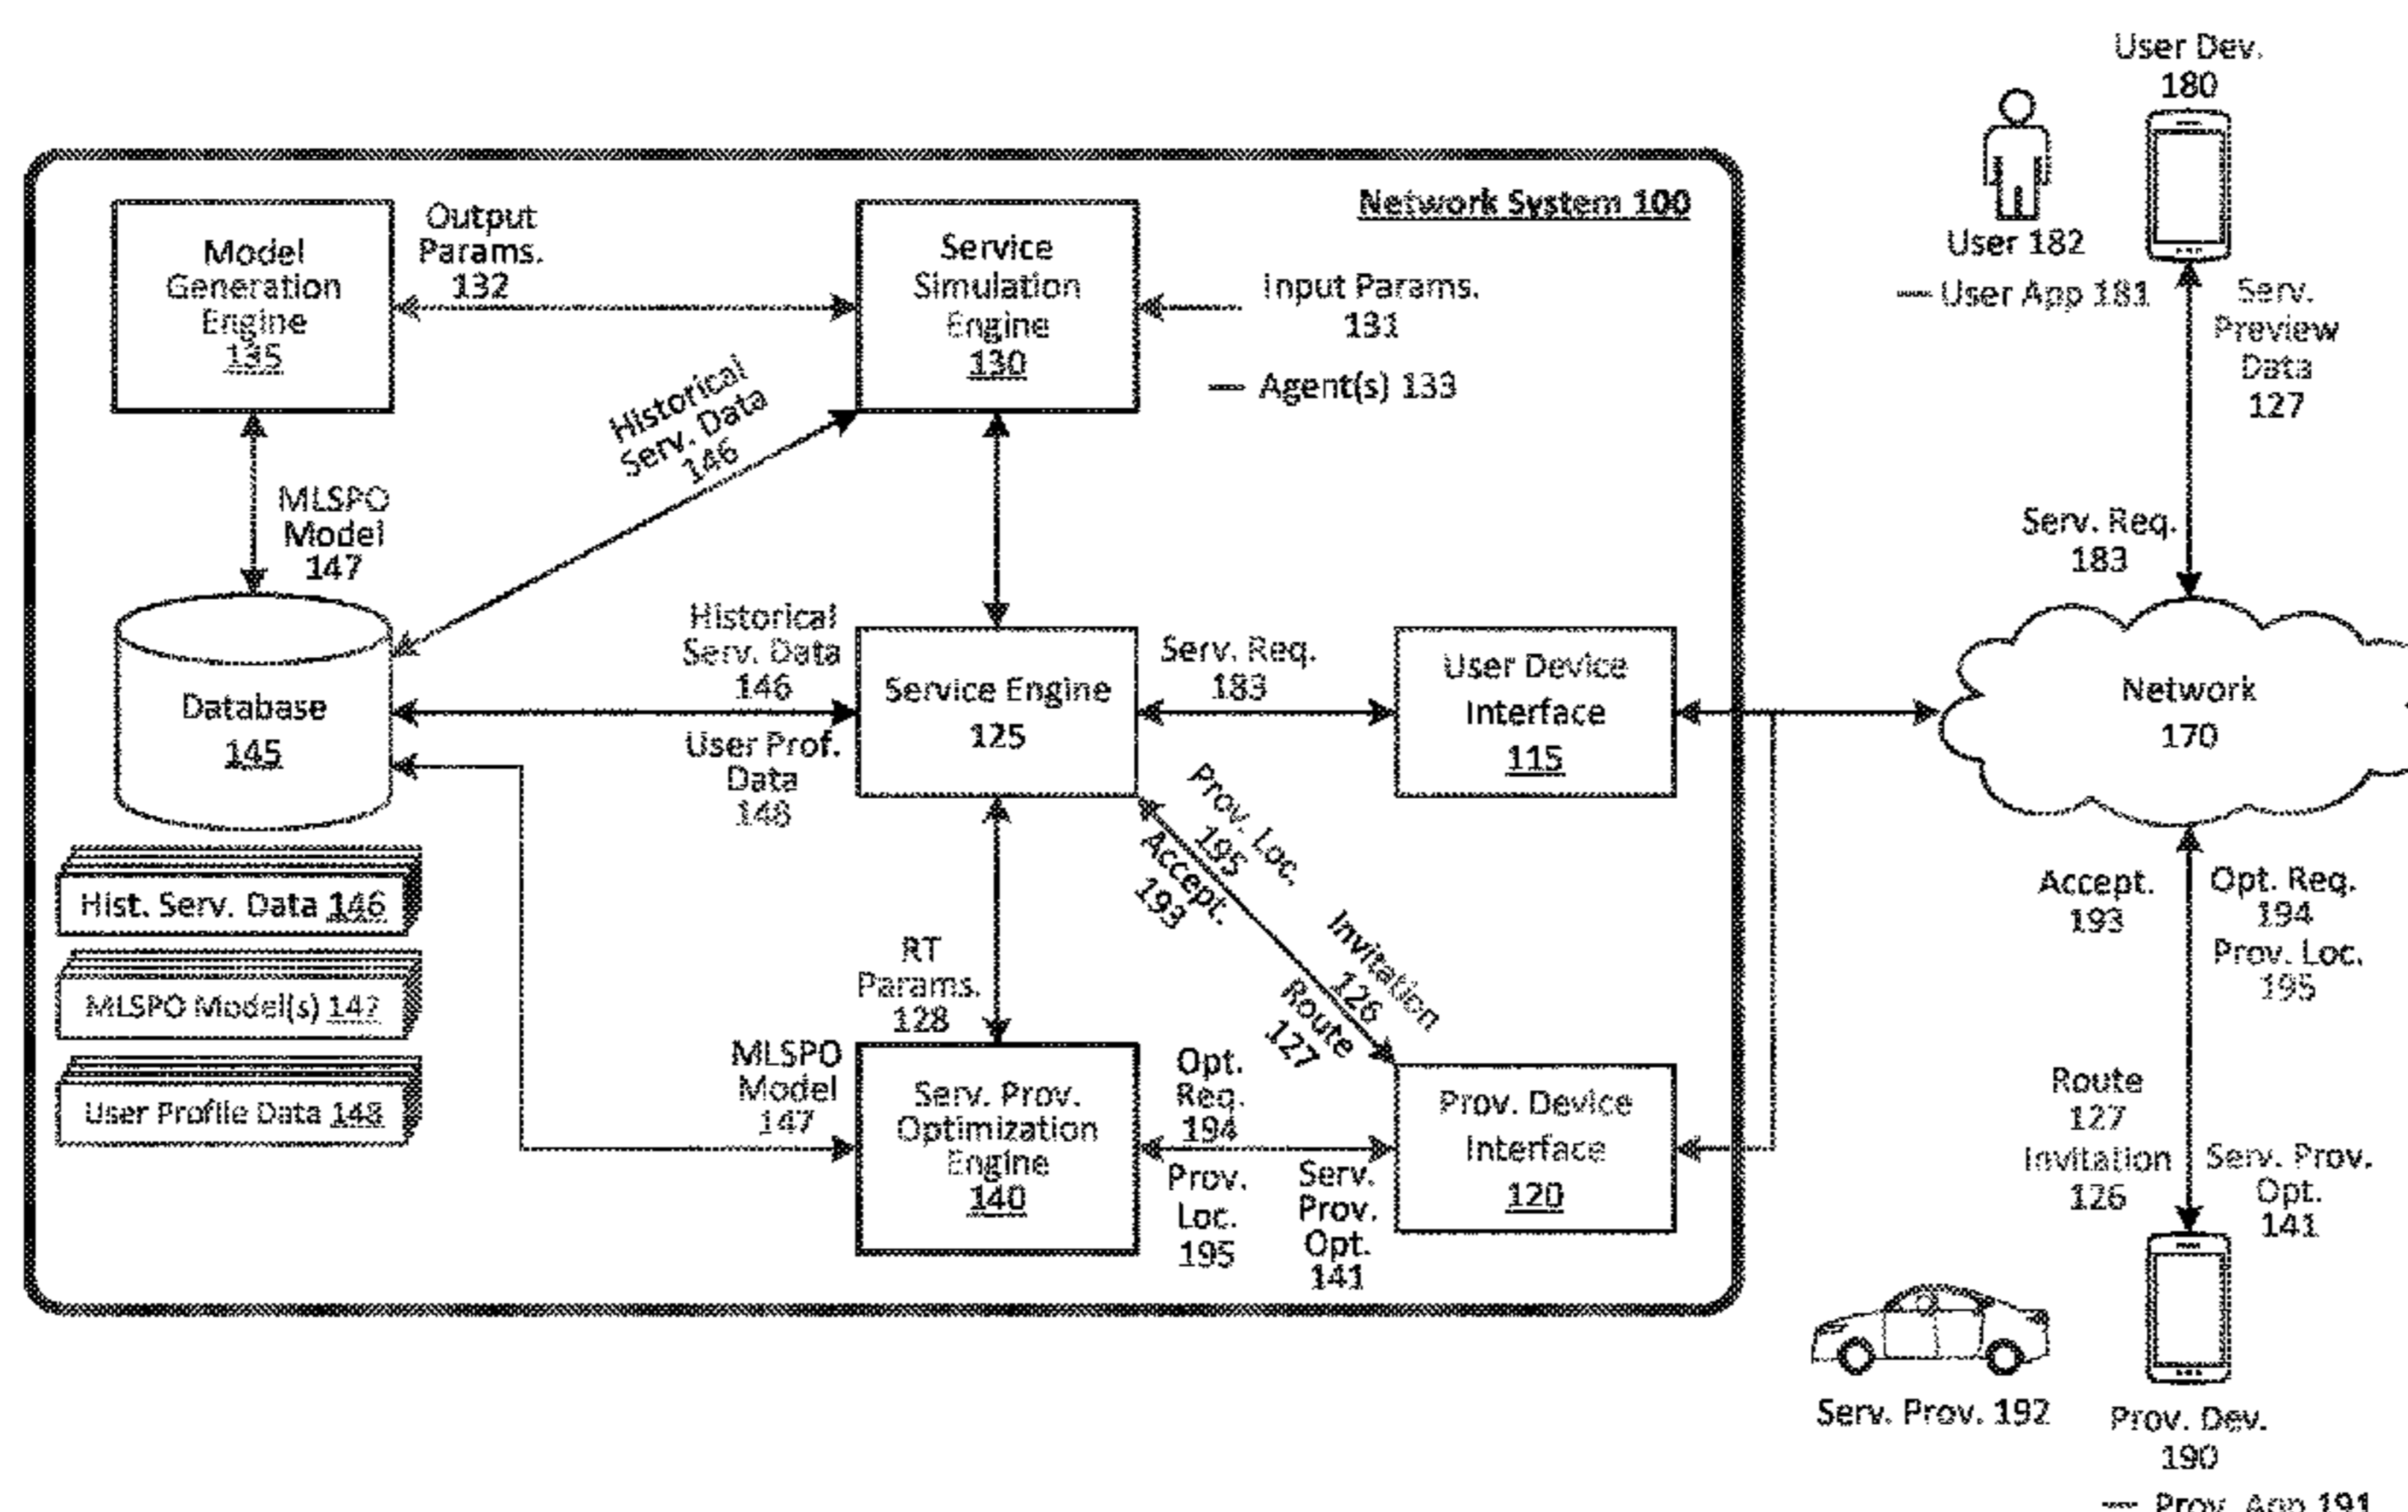 User Dev.
180
User 182
User App 181
Serv.
Preview
Data
127
Serv. Req.
183
Network System 100
Model
Generation
Engine
135
Output
Params.
132
Service
Simulation
Engine
130
Input Params.
131
Agent(s) 133
Historical
Serv. Data
146
MLSPO
Model
147
Database
145
Historical
Serv. Data
146
User Prof.
Data
148
Service Engine
125
Serv. Req.
183
User Device
Interface
115
Network
170
Hist. Serv. Data 146
MLSPO Model(s) 147
User Profile Data 148
Prov. Loc.
195
Accept.
193
Invitation
126
Route
127
RT
Params.
128
MLSPO
Model
147
Serv. Prov.
Optimization
Engine
140
Opt.
Req.
194
Prov.
Loc.
195
Serv.
Prov.
Opt.
141
Prov. Device
Interface
120
Accept.
193
Opt. Req.
194
Prov. Loc.
195
Route
127
Invitation
126
Serv. Prov.
Opt.
141
Serv. Prov. 192
Prov. Dev.
190
Prov. App 191